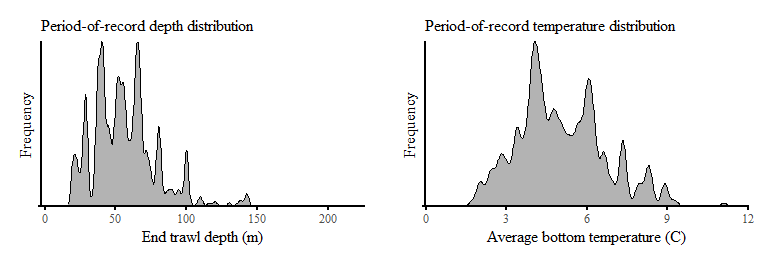 Period-of-record depth distribution
Frequency
0 50 100 150 200
End trawl depth (m)
Period-of-record temperature distribution
Frequency
0 3 6 9 12
Average bottom temperature (C)